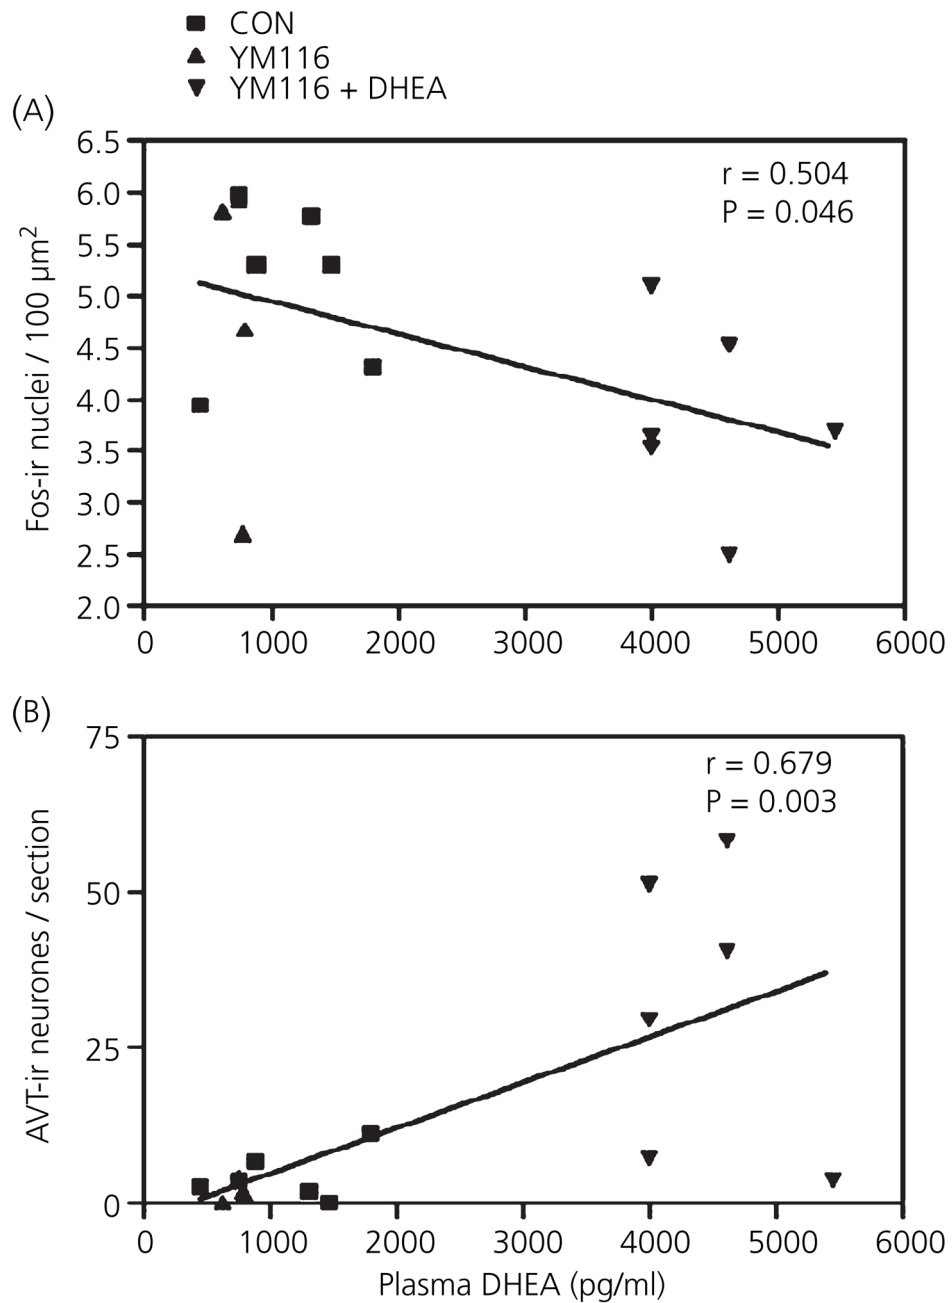 CON
YM116
YM116 + DHEA
(A)
r = 0.504
P = 0.046
Fos-ir nuclei / 100 µm²
6.5
6.0
5.5
5.0
4.5
4.0
3.5
3.0
2.5
2.0
0 1000 2000 3000 4000 5000 6000
(B)
r = 0.679
P = 0.003
AVT-ir neurones / section
75
50
25
0
0 1000 2000 3000 4000 5000 6000
Plasma DHEA (pg/ml)